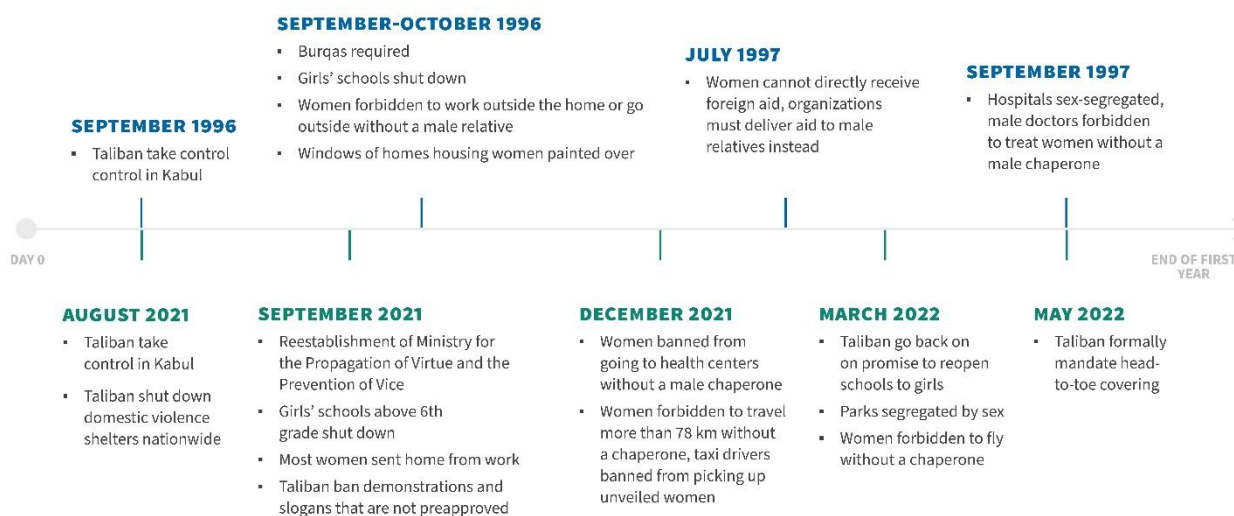 SEPTEMBER 1996
▪ Taliban take control
control in Kabul
SEPTEMBER-OCTOBER 1996
▪ Burqas required
▪ Girls’ schools shut down
▪ Women forbidden to work outside the home or go
outside without a male relative
▪ Windows of homes housing women painted over
JULY 1997
▪ Women cannot directly receive
foreign aid, organizations
must deliver aid to male
relatives instead
SEPTEMBER 1997
▪ Hospitals sex-segregated,
male doctors forbidden
to treat women without a
male chaperone
DAY 0
END OF FIRST
YEAR
AUGUST 2021
▪ Taliban take
control in Kabul
▪ Taliban shut down
domestic violence
shelters nationwide
SEPTEMBER 2021
▪ Reestablishment of Ministry for
the Propagation of Virtue and the
Prevention of Vice
▪ Girls’ schools above 6th
grade shut down
▪ Most women sent home from work
▪ Taliban ban demonstrations and
slogans that are not preapproved
DECEMBER 2021
▪ Women banned from
going to health centers
without a male chaperone
▪ Women forbidden to travel
more than 78 km without
a chaperone, taxi drivers
banned from picking up
unveiled women
MARCH 2022
▪ Taliban go back on
on promise to reopen
schools to girls
▪ Parks segregated by sex
▪ Women forbidden to fly
without a chaperone
MAY 2022
▪ Taliban formally
mandate head-
to-toe covering